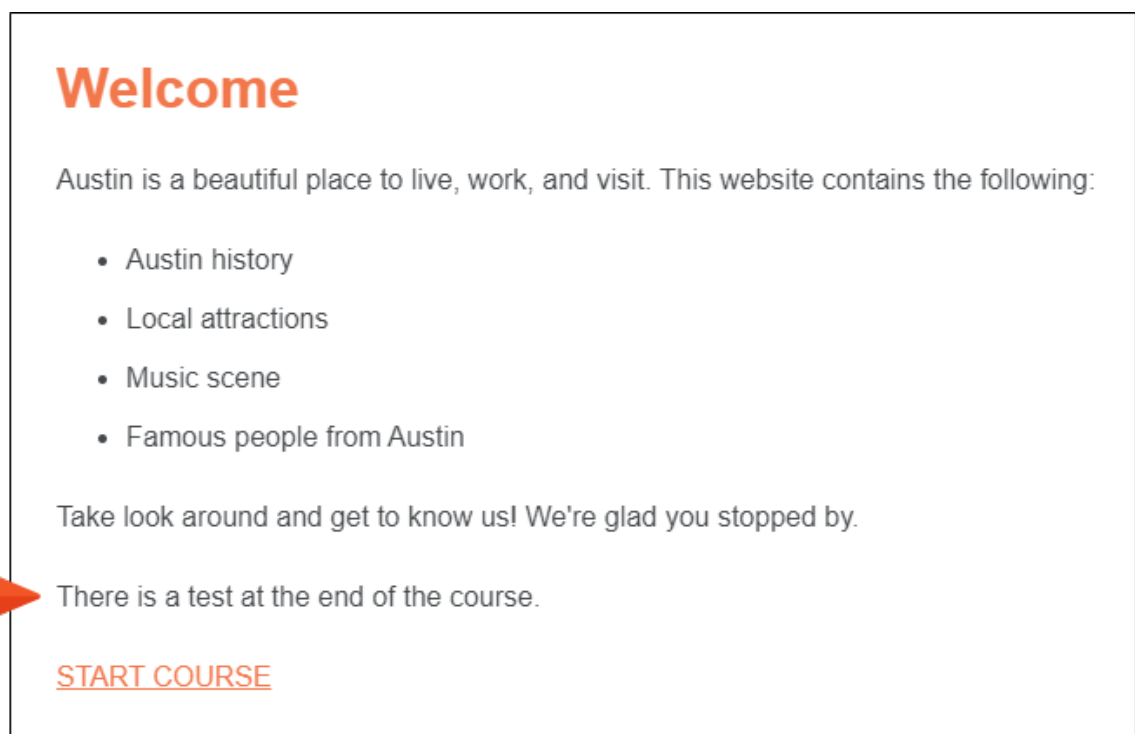 Welcome
Austin is a beautiful place to live, work, and visit. This website contains the following:
• Austin history
• Local attractions
• Music scene
• Famous people from Austin
Take look around and get to know us! We're glad you stopped by.
There is a test at the end of the course.
START COURSE